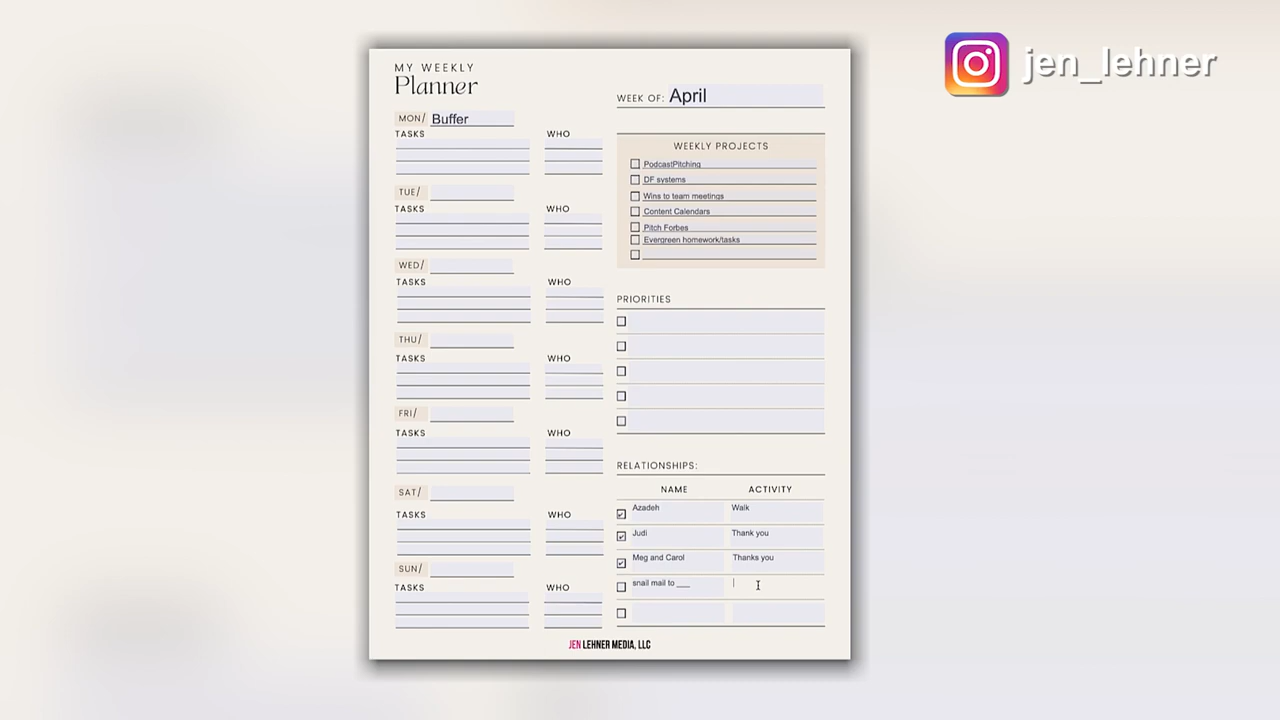 jen_lehner
MY WEEKLY
Planner
WEEK OF: April
MON/ Buffer
TASKS WHO
TUE/
TASKS WHO
WED/
TASKS WHO
THU/
TASKS WHO
FRI/
TASKS WHO
SAT/
TASKS WHO
SUN/
TASKS WHO
WEEKLY PROJECTS
PodcastPitching
DF systems
Wins to team meetings
Content Calendars
Pitch Forbes
Evergreen homework/tasks
PRIORITIES
RELATIONSHIPS:
NAME ACTIVITY
Azadeh Walk
Judi Thank you
Meg and Carol Thanks you
snail mail to ___
JEN LEHNER MEDIA, LLC